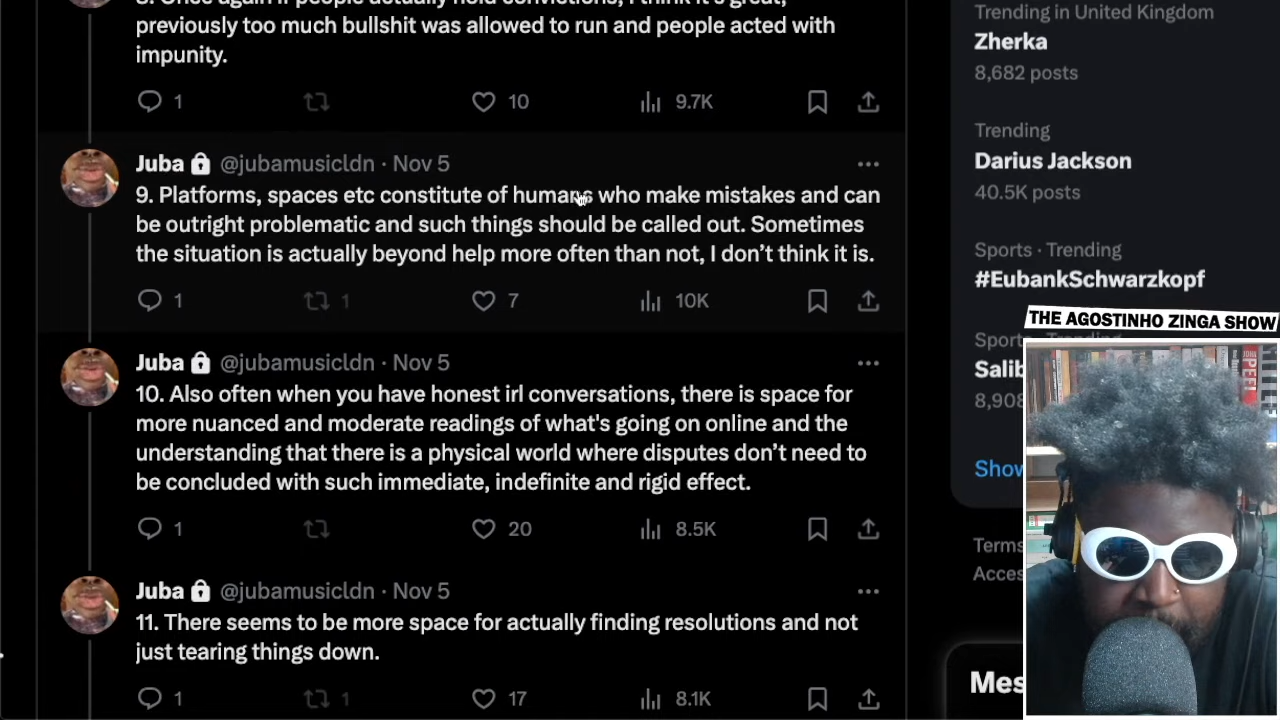 8. Once again if people actually hold convictions, I think it's great,
previously too much bullshit was allowed to run and people acted with
impunity.
1 10 9.7K
Juba @jubamusicldn · Nov 5
9. Platforms, spaces etc constitute of humans who make mistakes and can
be outright problematic and such things should be called out. Sometimes
the situation is actually beyond help more often than not, I don’t think it is.
1 1 7 10K
Juba @jubamusicldn · Nov 5
10. Also often when you have honest irl conversations, there is space for
more nuanced and moderate readings of what's going on online and the
understanding that there is a physical world where disputes don’t need to
be concluded with such immediate, indefinite and rigid effect.
1 20 8.5K
Juba @jubamusicldn · Nov 5
11. There seems to be more space for actually finding resolutions and not
just tearing things down.
1 1 17 8.1K
Trending in United Kingdom
Zherka
8,682 posts
Trending
Darius Jackson
40.5K posts
Sports · Trending
#EubankSchwarzkopf
THE AGOSTINHO ZINGA SHOW
Sports · Trending
Salib
8,908
Show
Terms
Acces
Mes